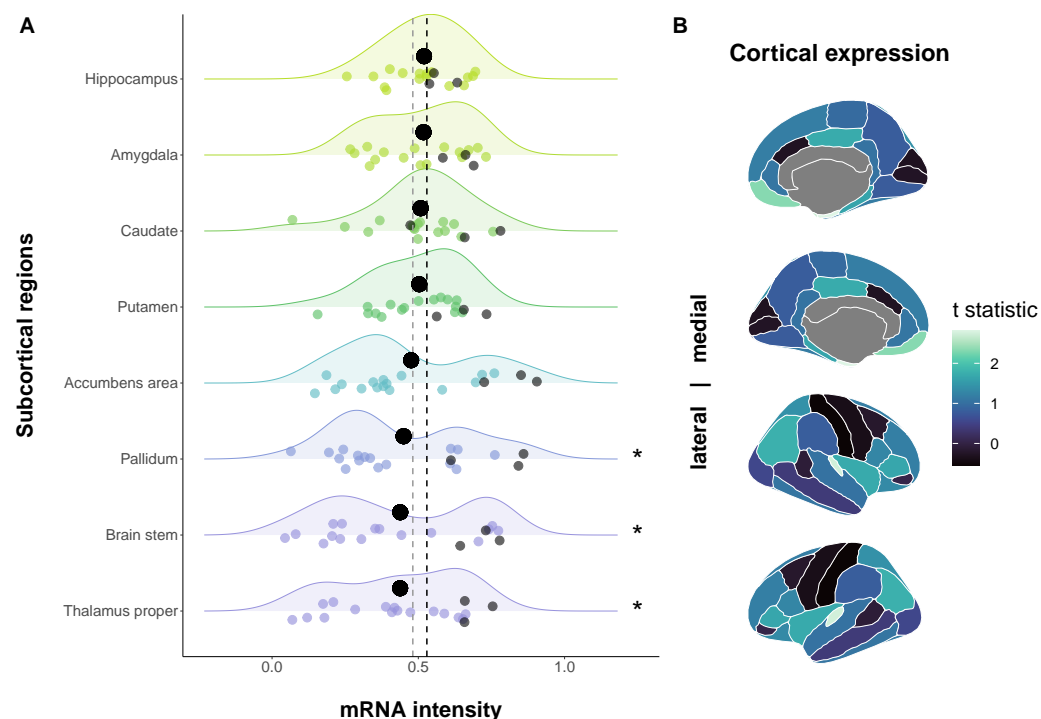 A
Subcortical regions
Hippocampus
Amygdala
Caudate
Putamen
Accumbens area
Pallidum
*
Brain stem
*
Thalamus proper
*
0.0 0.5 1.0
mRNA intensity
B
Cortical expression
lateral | medial
t statistic
2
1
0